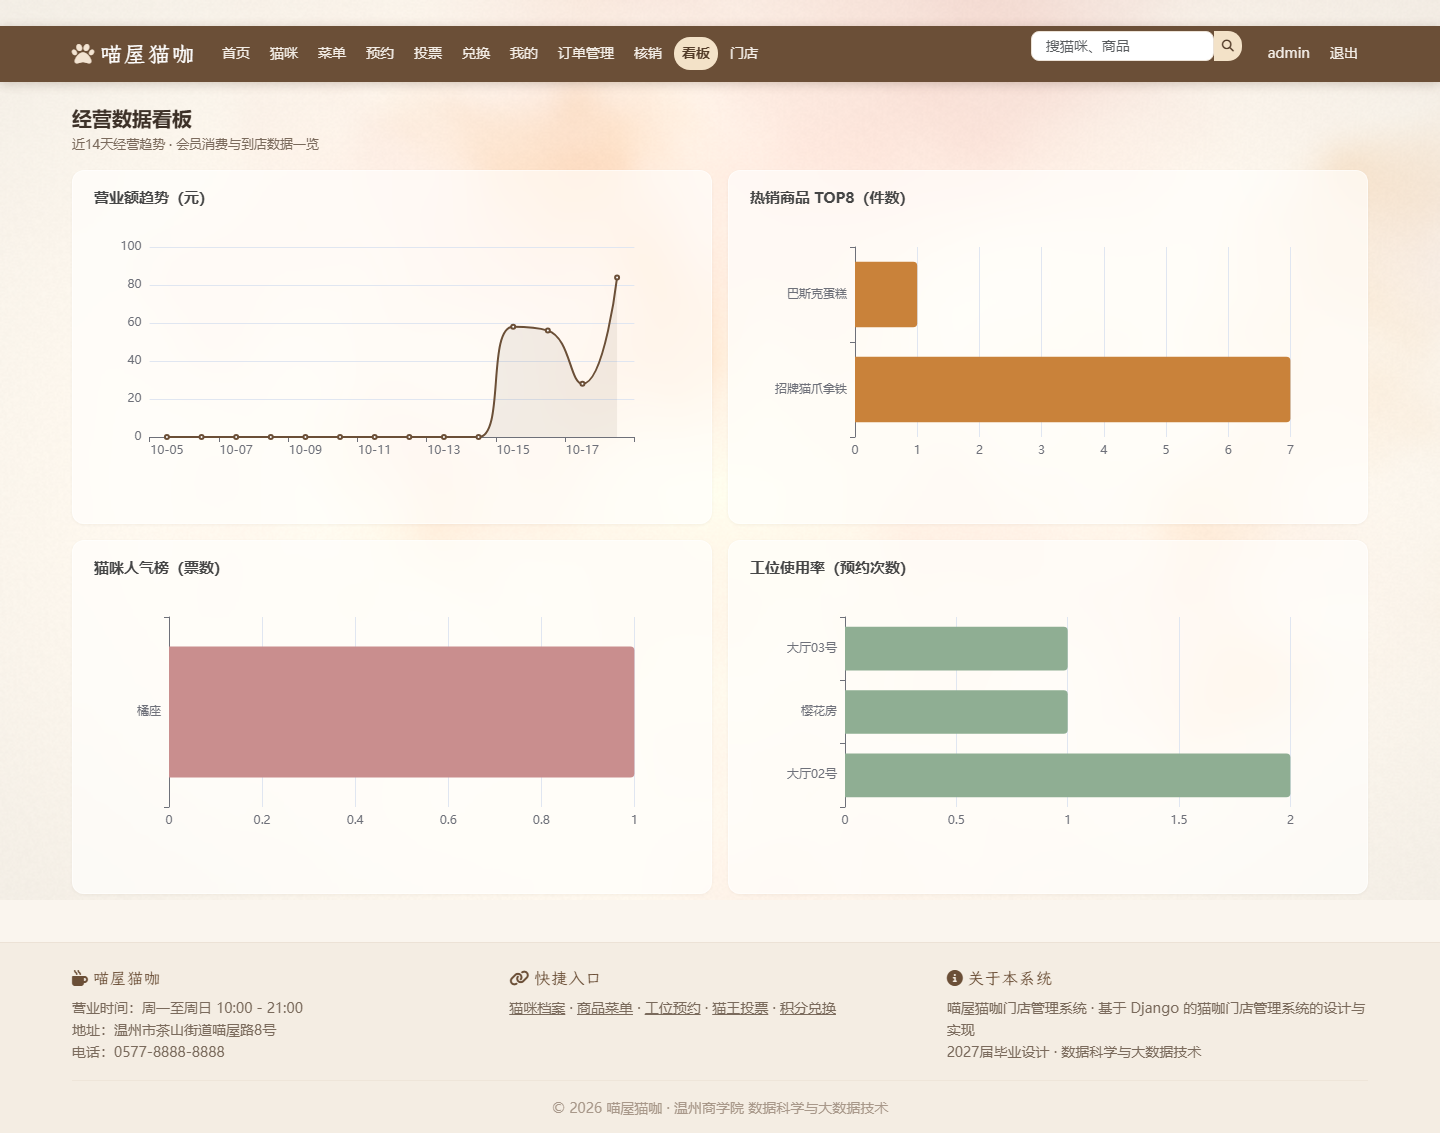 喵屋猫咖 首页 猫咪 菜单 预约 投票 兑换 我的 订单管理 核销 看板 门店 搜猫咪、商品 admin 退出
经营数据看板
近14天经营趋势 · 会员消费与到店数据一览
营业额趋势（元）
100
80
60
40
20
0
10-05 10-07 10-09 10-11 10-13 10-15 10-17
热销商品 TOP8（件数）
巴斯克蛋糕
招牌猫爪拿铁
0 1 2 3 4 5 6 7
猫咪人气榜（票数）
橘座
0 0.2 0.4 0.6 0.8 1
工位使用率（预约次数）
大厅03号
樱花房
大厅02号
0 0.5 1 1.5 2
喵屋猫咖
营业时间：周一至周日 10:00 - 21:00
地址：温州市茶山街道喵屋路8号
电话：0577-8888-8888
快捷入口
猫咪档案 · 商品菜单 · 工位预约 · 猫王投票 · 积分兑换
关于本系统
喵屋猫咖门店管理系统 · 基于 Django 的猫咖门店管理系统的设计与
实现
2027届毕业设计 · 数据科学与大数据技术
© 2026 喵屋猫咖 · 温州商学院 数据科学与大数据技术